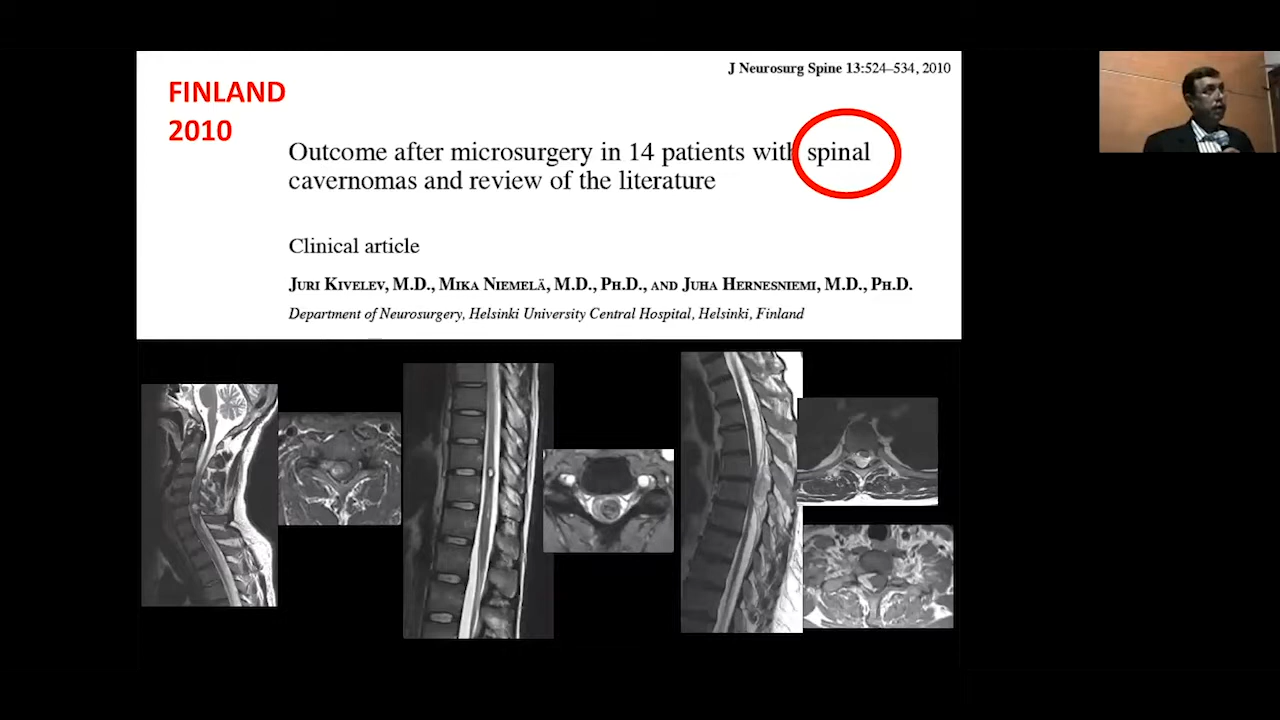 J Neurosurg Spine 13:524–534, 2010
FINLAND
2010
Outcome after microsurgery in 14 patients with spinal
cavernomas and review of the literature
Clinical article
Juri Kivelev, M.D., Mika Niemelä, M.D., Ph.D., and Juha Hernesniemi, M.D., Ph.D.
Department of Neurosurgery, Helsinki University Central Hospital, Helsinki, Finland